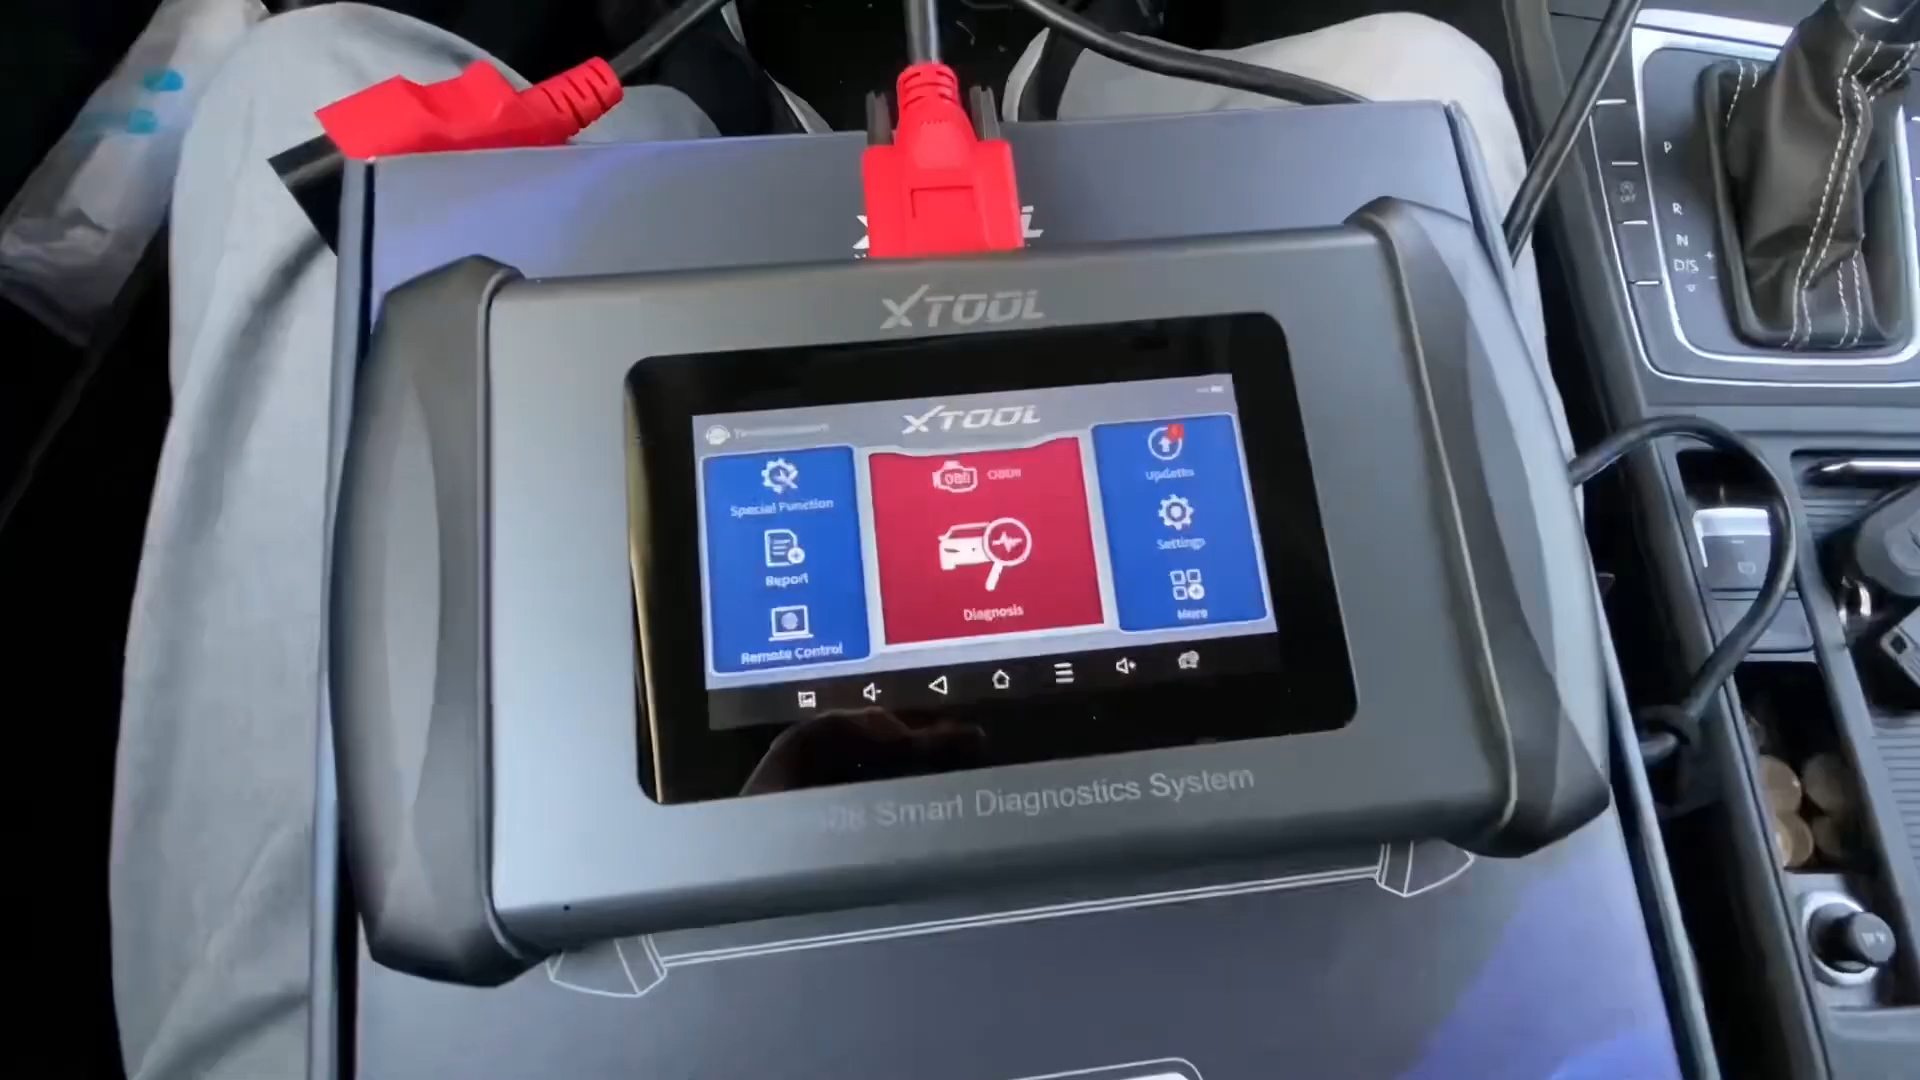 XTOOL
XTOOL
OBDII
Special Function
Report
Remote Control
Diagnosis
Updates
Settings
More
Smart Diagnostics System
P
R
N
D/S
+
-